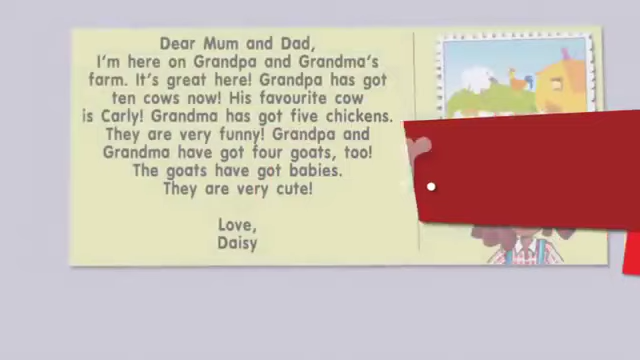 Dear Mum and Dad,
I'm here on Grandpa and Grandma's
farm. It's great here! Grandpa has got
ten cows now! His favourite cow
is Carly! Grandma has got five chickens.
They are very funny! Grandpa and
Grandma have got four goats, too!
The goats have got babies.
They are very cute!
Love,
Daisy